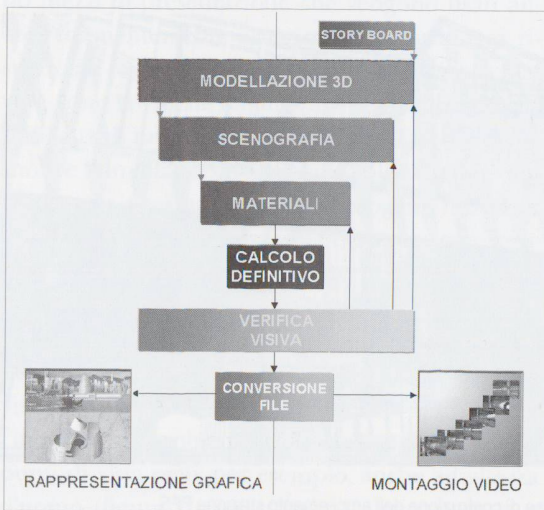 STORY BOARD
MODELLAZIONE 3D
SCENOGRAFIA
MATERIALI
CALCOLO
DEFINITIVO
VERIFICA
VISIVA
CONVERSIONE
FILE
RAPPRESENTAZIONE GRAFICA
MONTAGGIO VIDEO